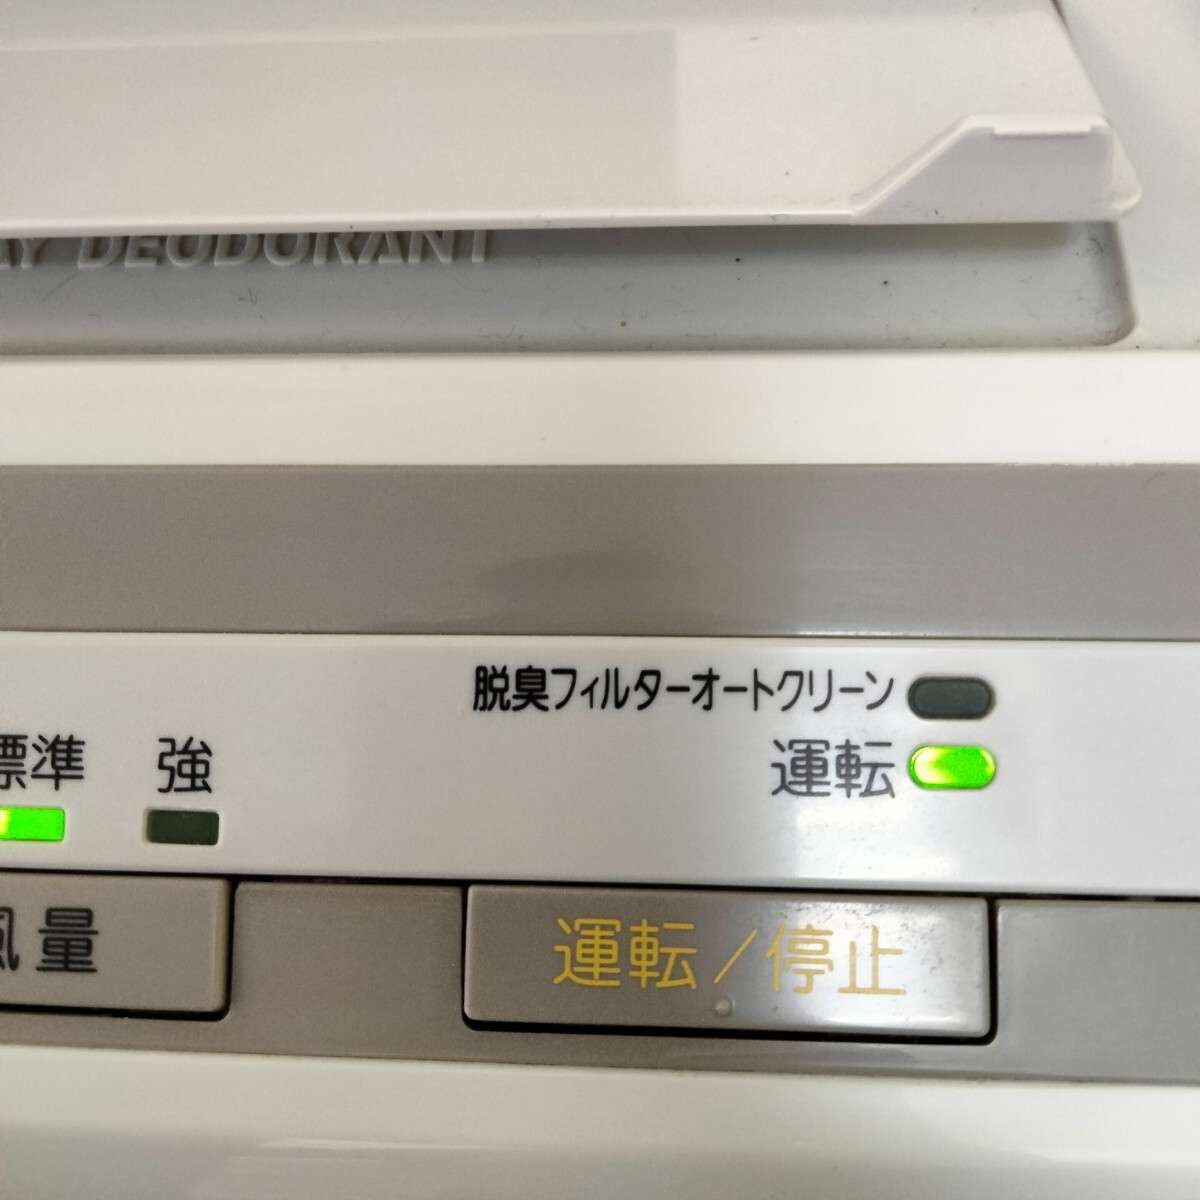 DEODORANT
脱臭フィルターオートクリーン
標準 強
運転
風量
運転/停止